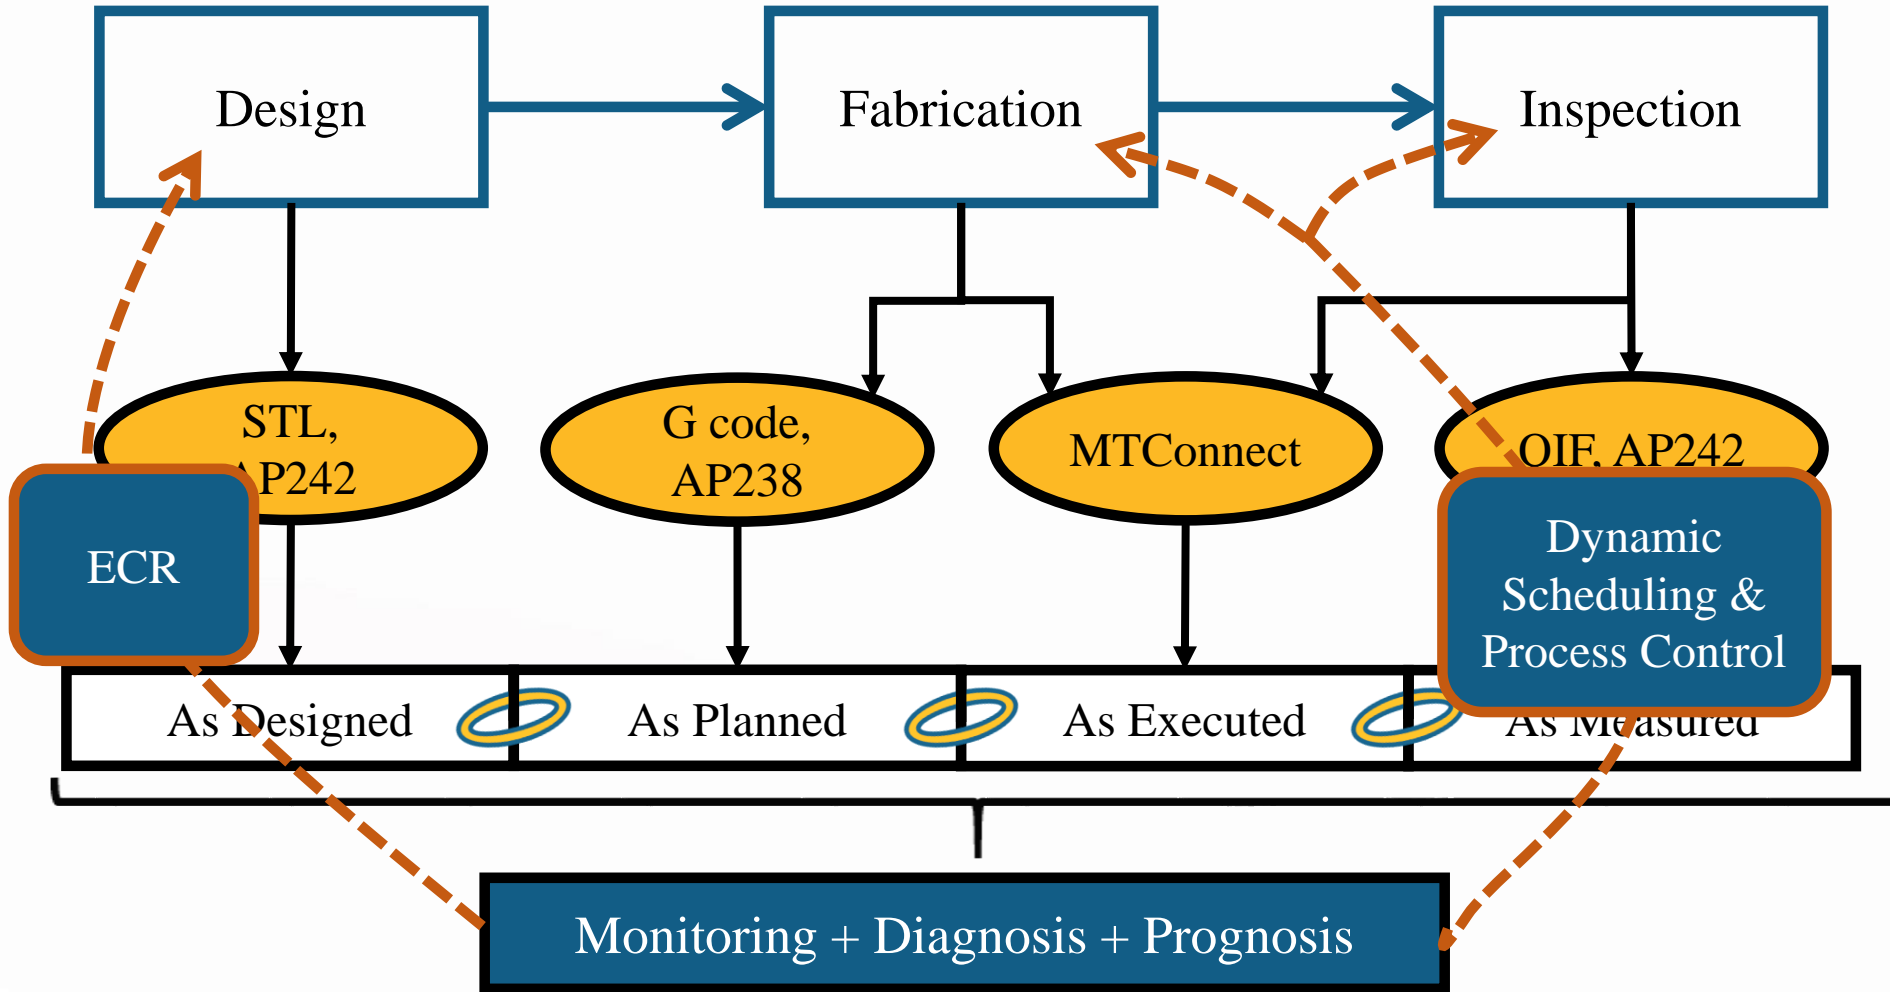 Design
Fabrication
Inspection
STL,
AP242
G code,
AP238
MTConnect
QIF, AP242
ECR
Dynamic
Scheduling &
Process Control
As Designed
As Planned
As Executed
As Measured
Monitoring + Diagnosis + Prognosis